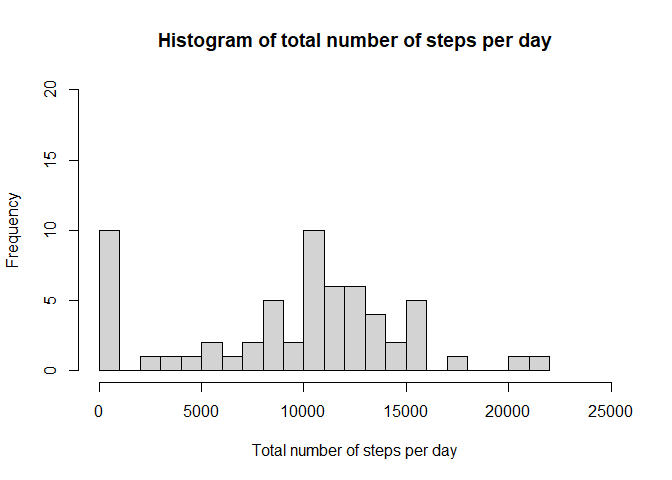 Histogram of total number of steps per day
Frequency
20
15
10
5
0
0 5000 10000 15000 20000 25000
Total number of steps per day